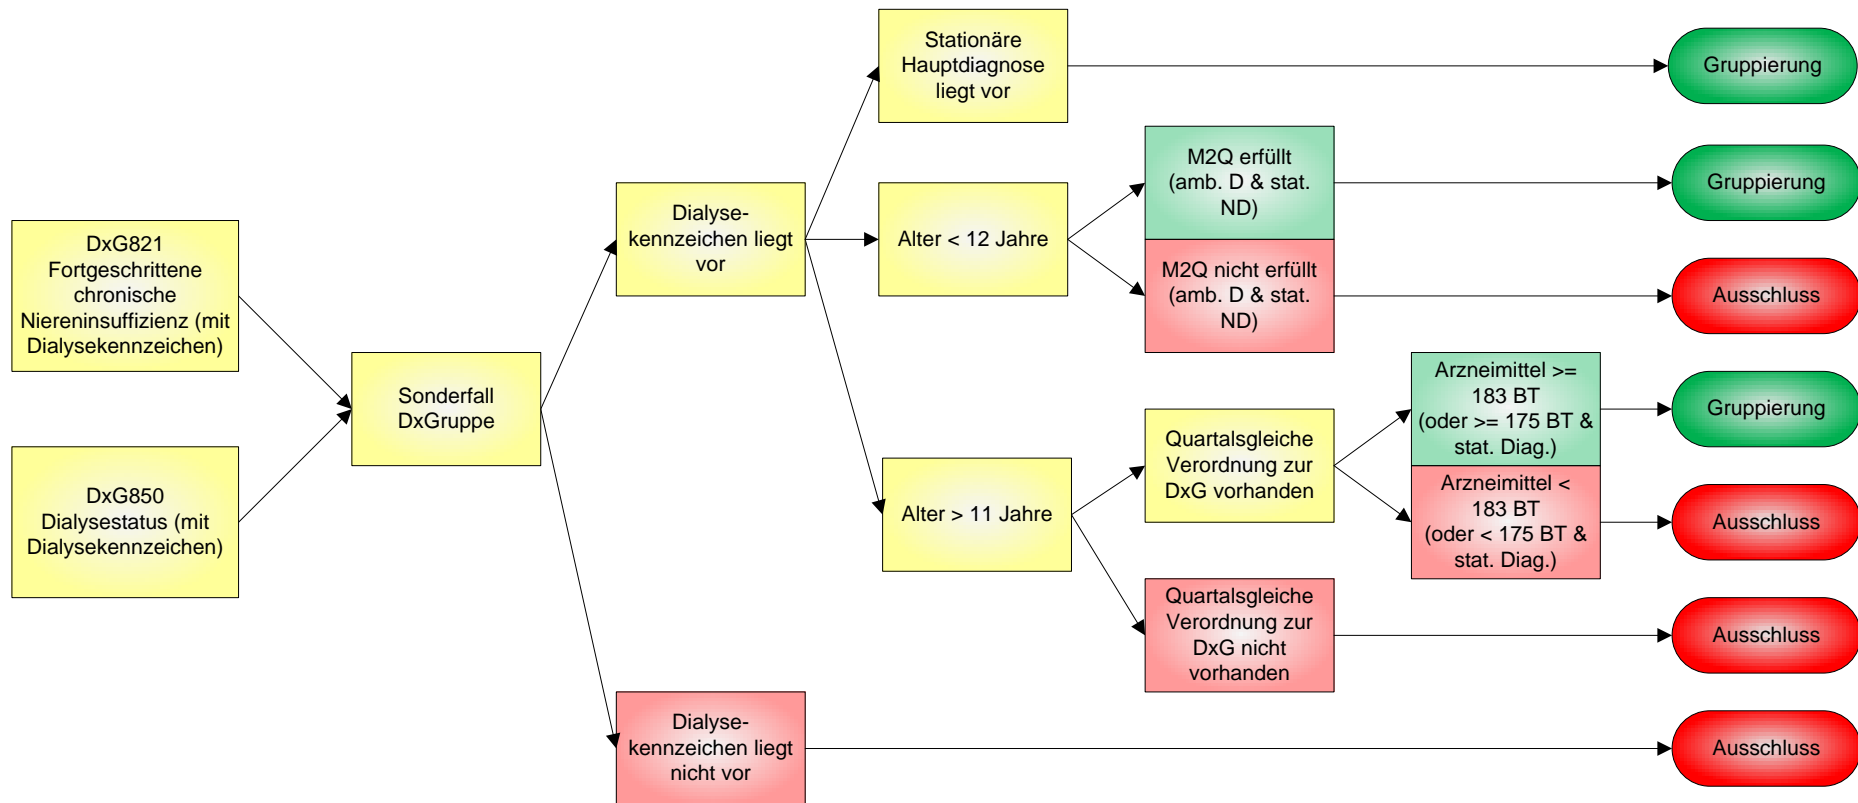 DxG821
Fortgeschrittene
chronische
Niereninsuffizienz (mit
Dialysekennzeichen)
DxG850
Dialysestatus (mit
Dialysekennzeichen)
Sonderfall
DxGruppe
Dialyse-
kennzeichen liegt
vor
Dialyse-
kennzeichen liegt
nicht vor
Stationäre
Hauptdiagnose
liegt vor
Alter < 12 Jahre
Alter > 11 Jahre
M2Q erfüllt
(amb. D & stat.
ND)
M2Q nicht erfüllt
(amb. D & stat.
ND)
Quartalsgleiche
Verordnung zur
DxG vorhanden
Quartalsgleiche
Verordnung zur
DxG nicht
vorhanden
Arzneimittel >=
183 BT
(oder >= 175 BT &
stat. Diag.)
Arzneimittel <
183 BT
(oder < 175 BT &
stat. Diag.)
Gruppierung
Gruppierung
Ausschluss
Gruppierung
Ausschluss
Ausschluss
Ausschluss